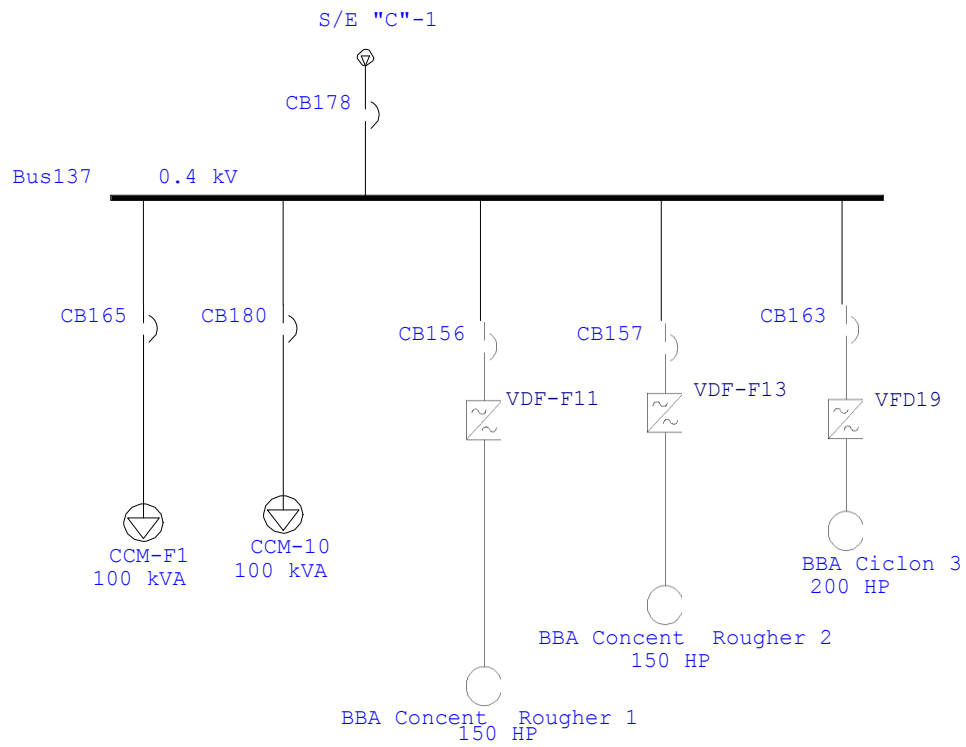 S/E "C"-1
CB178
Bus137 0.4 kV
CB165
CB180
CB156
CB157
CB163
VDF-F11
VDF-F13
VFD19
CCM-F1
100 kVA
CCM-10
100 kVA
BBA Ciclon 3
200 HP
BBA Concent Rougher 2
150 HP
BBA Concent Rougher 1
150 HP